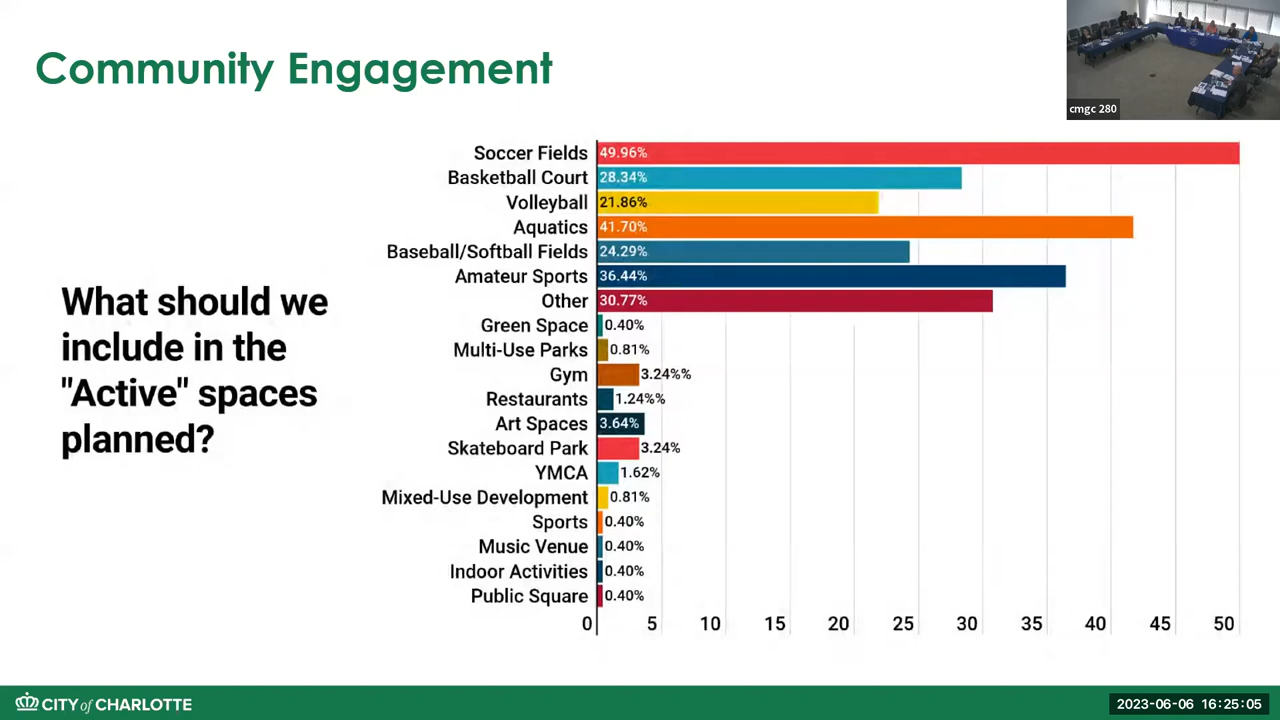 Community Engagement
cmgc 280
What should we
include in the
"Active" spaces
planned?
Soccer Fields 49.96%
Basketball Court 28.34%
Volleyball 21.86%
Aquatics 41.70%
Baseball/Softball Fields 24.29%
Amateur Sports 36.44%
Other 30.77%
Green Space 0.40%
Multi-Use Parks 0.81%
Gym 3.24%%
Restaurants 1.24%%
Art Spaces 3.64%
Skateboard Park 3.24%
YMCA 1.62%
Mixed-Use Development 0.81%
Sports 0.40%
Music Venue 0.40%
Indoor Activities 0.40%
Public Square 0.40%
0 5 10 15 20 25 30 35 40 45 50
CITY of CHARLOTTE
2023-06-06 16:25:05